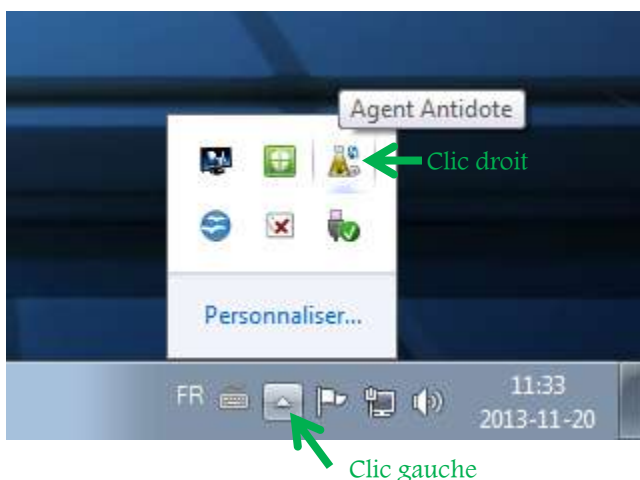 Agent Antidote
Clic droit
Personnaliser...
FR
11:33
2013-11-20
Clic gauche